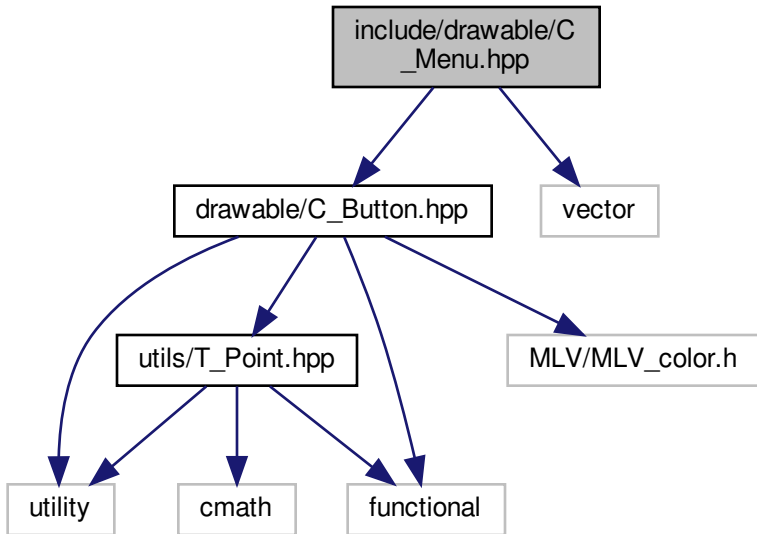 include/drawable/C
_Menu.hpp
drawable/C_Button.hpp
vector
utils/T_Point.hpp
MLV/MLV_color.h
utility
cmath
functional